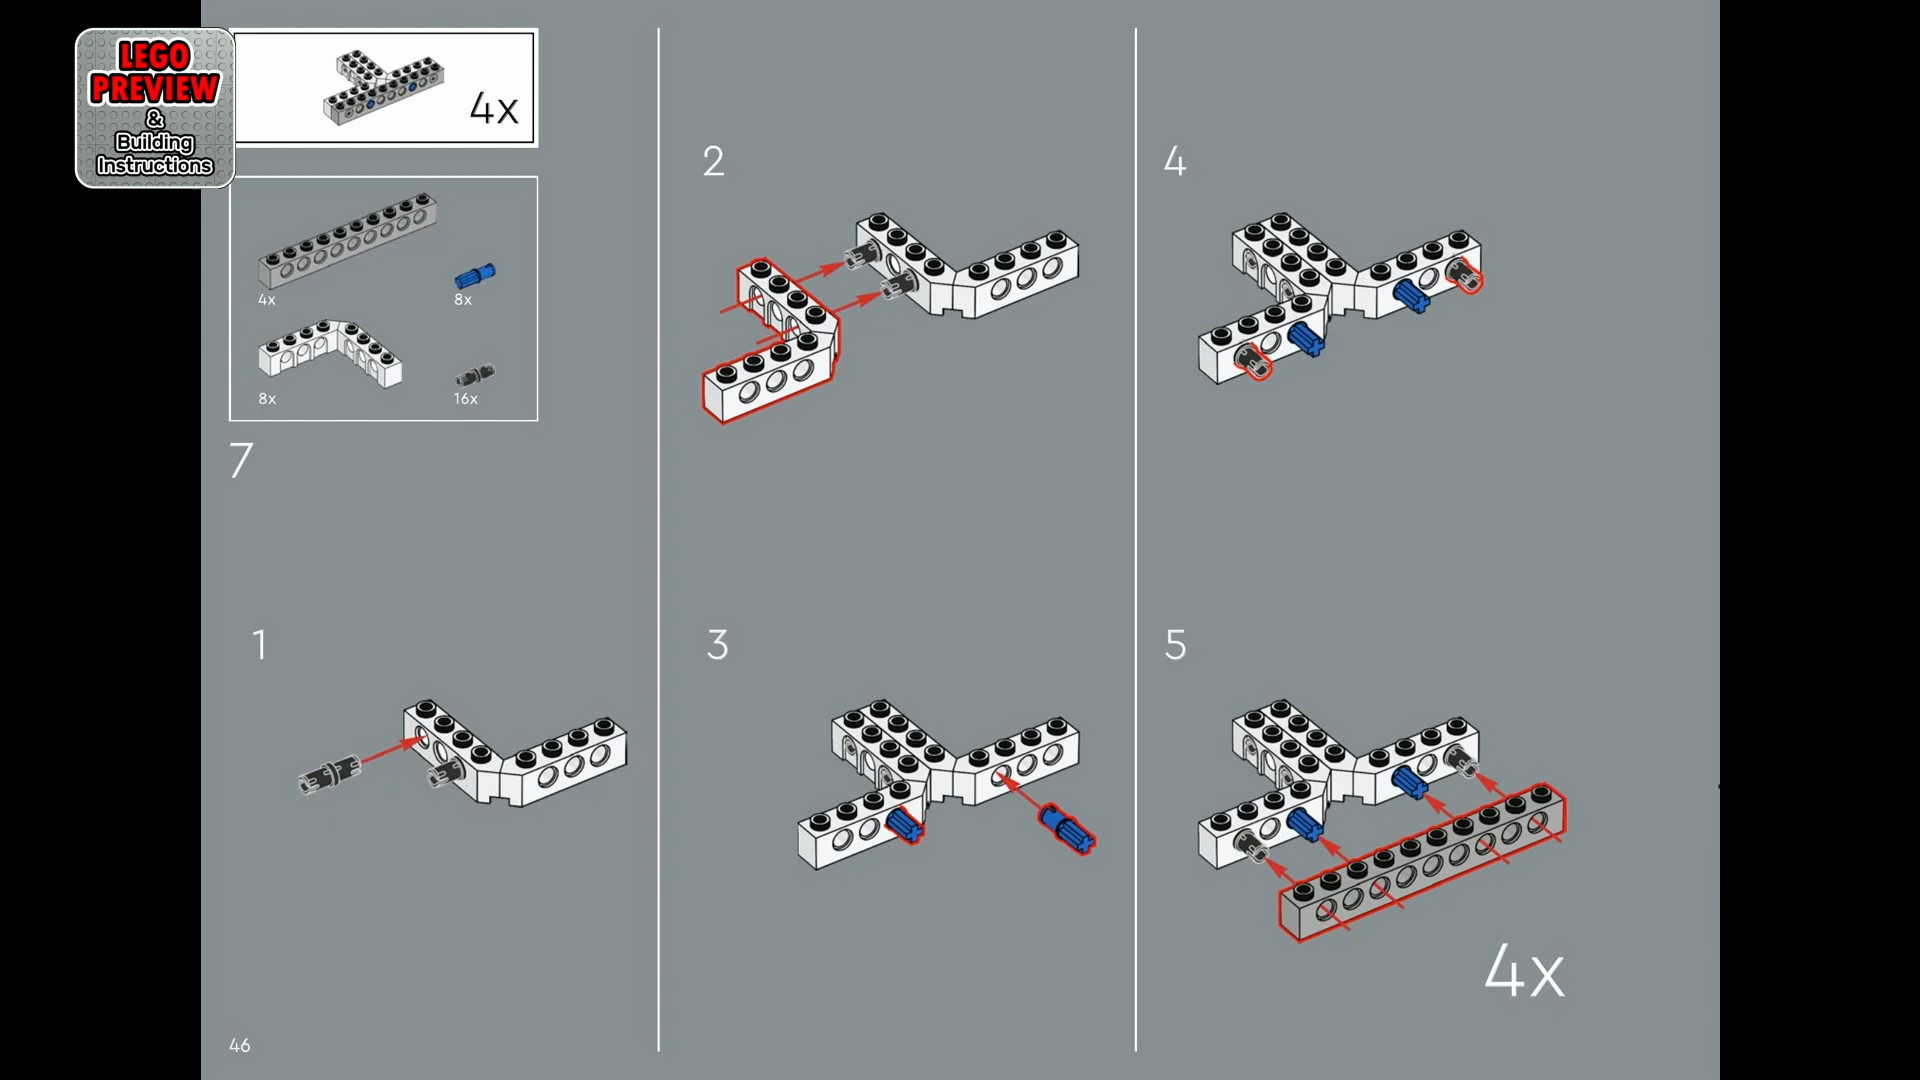 LEGO
PREVIEW
&
Building
Instructions
4x
4x
8x
8x
16x
7
1
2
3
4
5
4x
46